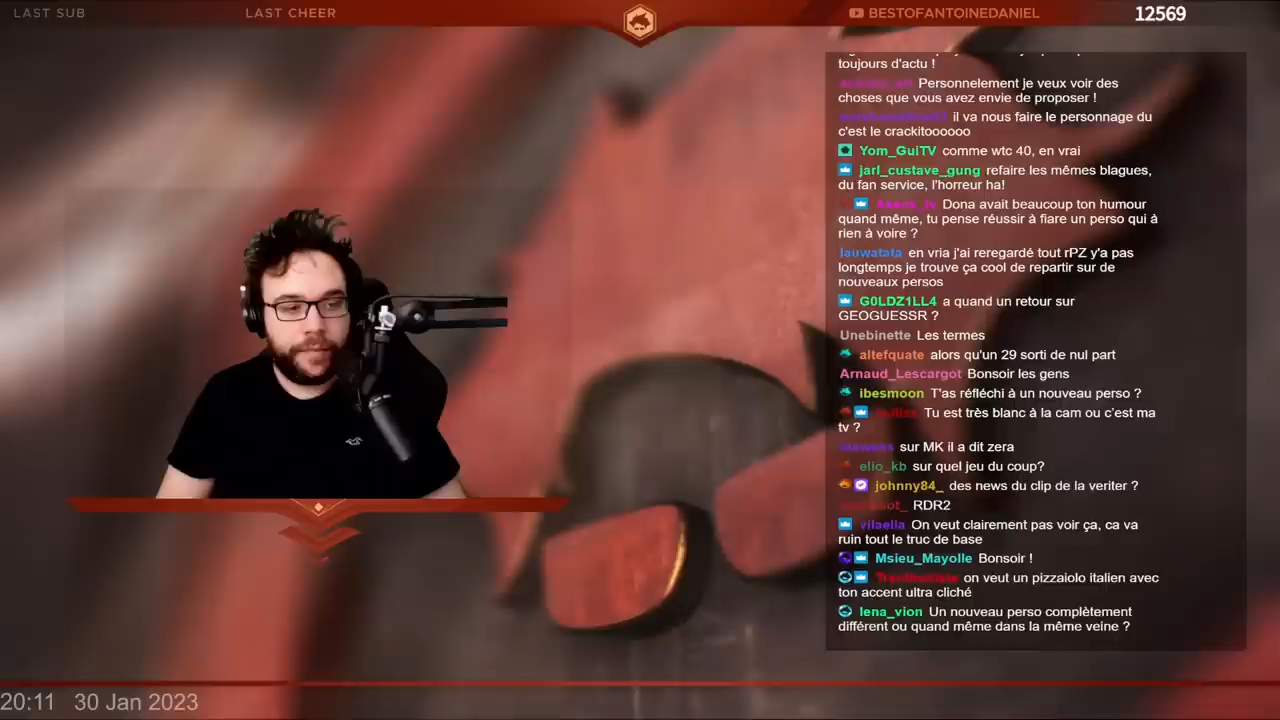 LAST SUB
LAST CHEER
BESTOFANTOINEDANIEL
12569
toujours d'actu !
Personnelement je veux voir des
choses que vous avez envie de proposer !
il va nous faire le personnage du
c'est le crackitoooooo
Yom_GuiTV comme wtc 40, en vrai
jarl_custave_gung refaire les mêmes blagues,
du fan service, l'horreur ha!
Dona avait beaucoup ton humour
quand même, tu pense réussir à fiare un perso qui à
rien à voire ?
lauwatata en vria j'ai reregardé tout rPZ y'a pas
longtemps je trouve ça cool de repartir sur de
nouveaux persos
G0LDZ1LL4 a quand un retour sur
GEOGUESSR ?
Unebinette Les termes
altefquate alors qu'un 29 sorti de nul part
Arnaud_Lescargot Bonsoir les gens
ibesmoon T'as réfléchi à un nouveau perso ?
Tu est très blanc à la cam ou c'est ma
tv ?
sur MK il a dit zera
elio_kb sur quel jeu du coup?
johnny84_ des news du clip de la veriter ?
RDR2
vilaella On veut clairement pas voir ça, ca va
ruin tout le truc de base
Msieu_Mayolle Bonsoir !
on veut un pizzaiolo italien avec
ton accent ultra cliché
lena_vion Un nouveau perso complètement
différent ou quand même dans la même veine ?
20:11 30 Jan 2023